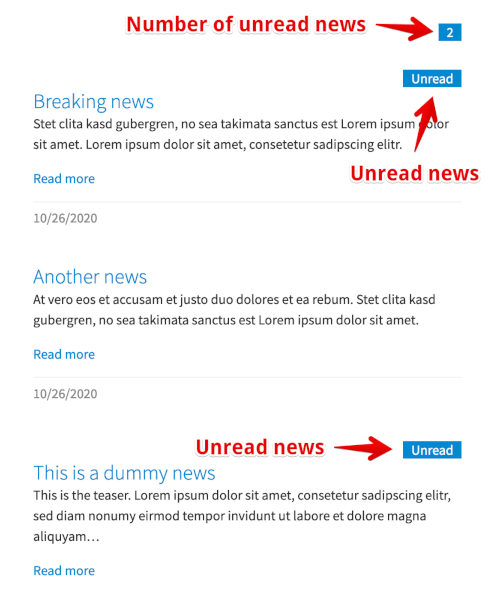 Number of unread news
2
Unread
Breaking news
Stet clita kasd gubergren, no sea takimata sanctus est Lorem ipsum dolor
sit amet. Lorem ipsum dolor sit amet, consetetur sadipscing elitr.
Unread news
Read more
10/26/2020
Another news
At vero eos et accusam et justo duo dolores et ea rebum. Stet clita kasd
gubergren, no sea takimata sanctus est Lorem ipsum dolor sit amet.
Read more
10/26/2020
Unread news
Unread
This is a dummy news
This is the teaser. Lorem ipsum dolor sit amet, consetetur sadipscing elitr,
sed diam nonumy eirmod tempor invidunt ut labore et dolore magna
aliquyam…
Read more